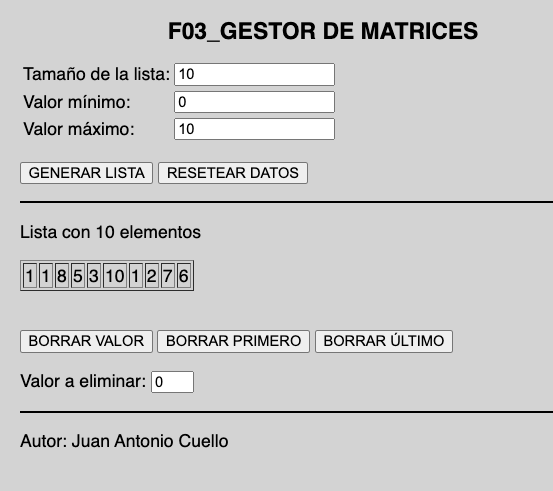 F03_GESTOR DE MATRICES
Tamaño de la lista: 10
Valor mínimo: 0
Valor máximo: 10
GENERAR LISTA RESETEAR DATOS
Lista con 10 elementos
1 1 8 5 3 10 1 2 7 6
BORRAR VALOR BORRAR PRIMERO BORRAR ÚLTIMO
Valor a eliminar: 0
Autor: Juan Antonio Cuello